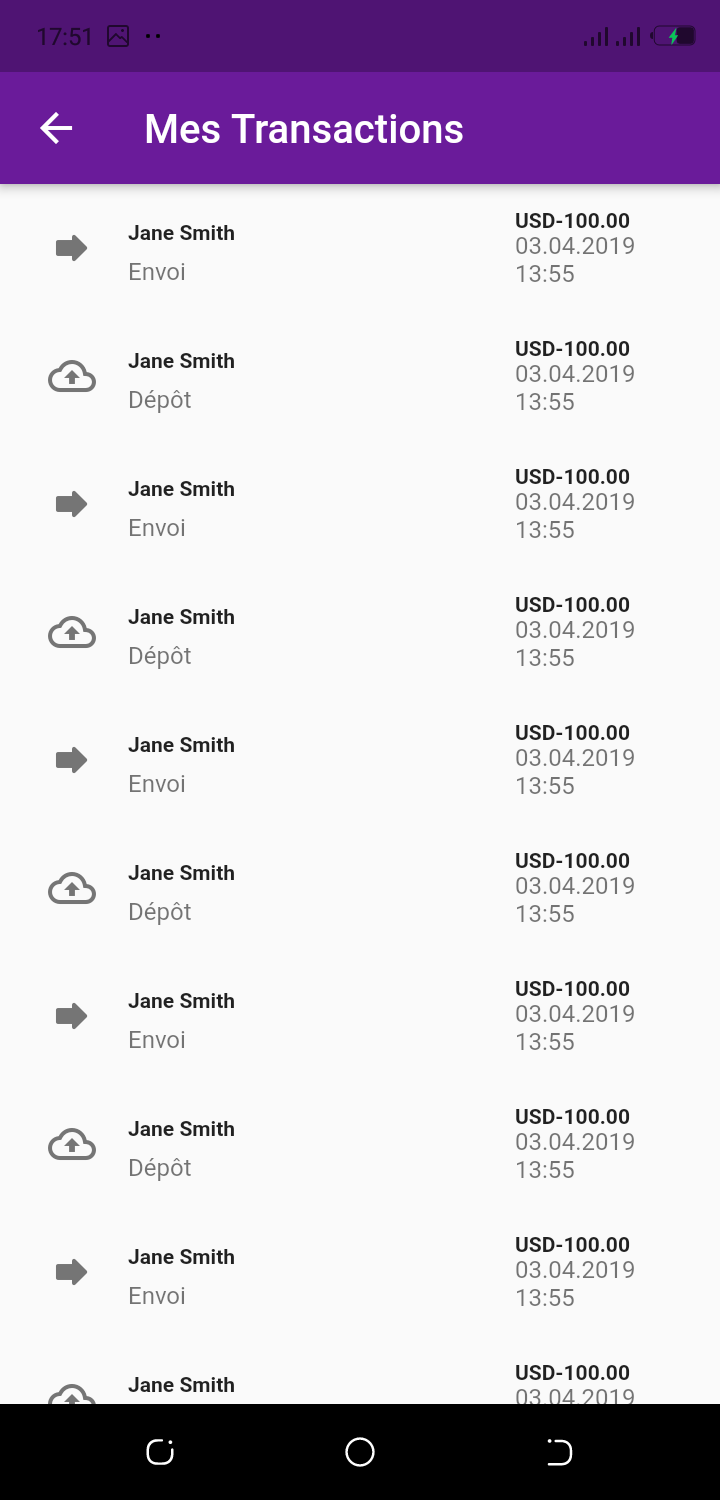 17:51
Mes Transactions
Jane Smith
USD-100.00
Envoi
03.04.2019
13:55
Jane Smith
USD-100.00
Dépôt
03.04.2019
13:55
Jane Smith
USD-100.00
Envoi
03.04.2019
13:55
Jane Smith
USD-100.00
Dépôt
03.04.2019
13:55
Jane Smith
USD-100.00
Envoi
03.04.2019
13:55
Jane Smith
USD-100.00
Dépôt
03.04.2019
13:55
Jane Smith
USD-100.00
Envoi
03.04.2019
13:55
Jane Smith
USD-100.00
Dépôt
03.04.2019
13:55
Jane Smith
USD-100.00
Envoi
03.04.2019
13:55
Jane Smith
USD-100.00
03.04.2019